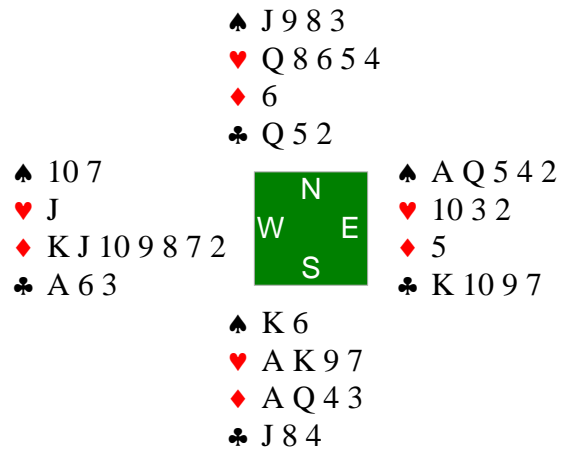 ♠ J 9 8 3
♥ Q 8 6 5 4
♦ 6
♣ Q 5 2
♠ 10 7
♥ J
♦ K J 10 9 8 7 2
♣ A 6 3
N
W E
S
♠ A Q 5 4 2
♥ 10 3 2
♦ 5
♣ K 10 9 7
♠ K 6
♥ A K 9 7
♦ A Q 4 3
♣ J 8 4